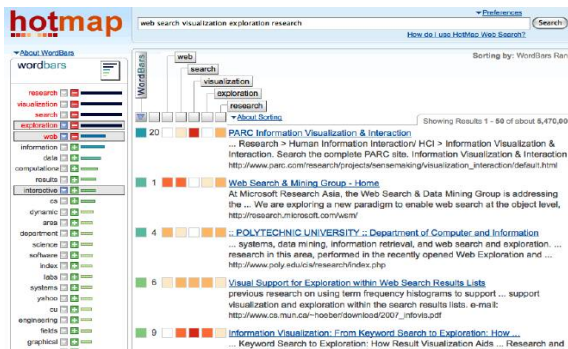 hotmap
Preferences
web search visualization exploration research
Search
How do I use HotMap Web Search?
About WordBars
wordbars
research
visualization
search
exploration
web
information
data
computational
results
interactive
cs
dynamic
area
department
science
software
index
labs
systems
yahoo
cu
engineering
fields
graphical
WordBars
web
search
visualization
exploration
research
Sorting by: WordBars Ran
About Sorting
Showing Results 1 - 50 of about 5,470,00
20 PARC Information Visualization & Interaction
... Research > Human Information Interaction/ HCI > Information Visualization &
Interaction. Search the complete PARC site. Information Visualization & Interaction
http://www.parc.com/research/projects/sensemaking/visualization_interaction/default.html
1 Web Search & Mining Group - Home
At Microsoft Research Asia, the Web Search & Data Mining Group is addressing
the ... We are exploring a new paradigm to enable web search at the object level,
http://research.microsoft.com/wsm/
4 :: POLYTECHNIC UNIVERSITY :: Department of Computer and Information
... systems, data mining, information retrieval, and web search and exploration. ...
research in this area, performed in the recently opened Web Exploration and ...
http://www.poly.edu/cis/research/index.php
6 Visual Support for Exploration within Web Search Results Lists
previous research on using term frequency histograms to support ... support
visualization and exploration within the search results lists. e-mail:
http://www.cs.mun.ca/~hoeber/download/2007_infovis.pdf
9 Information Visualization: From Keyword Search to Exploration: How ...
... Keyword Search to Exploration: How Result Visualization Aids ... Research and